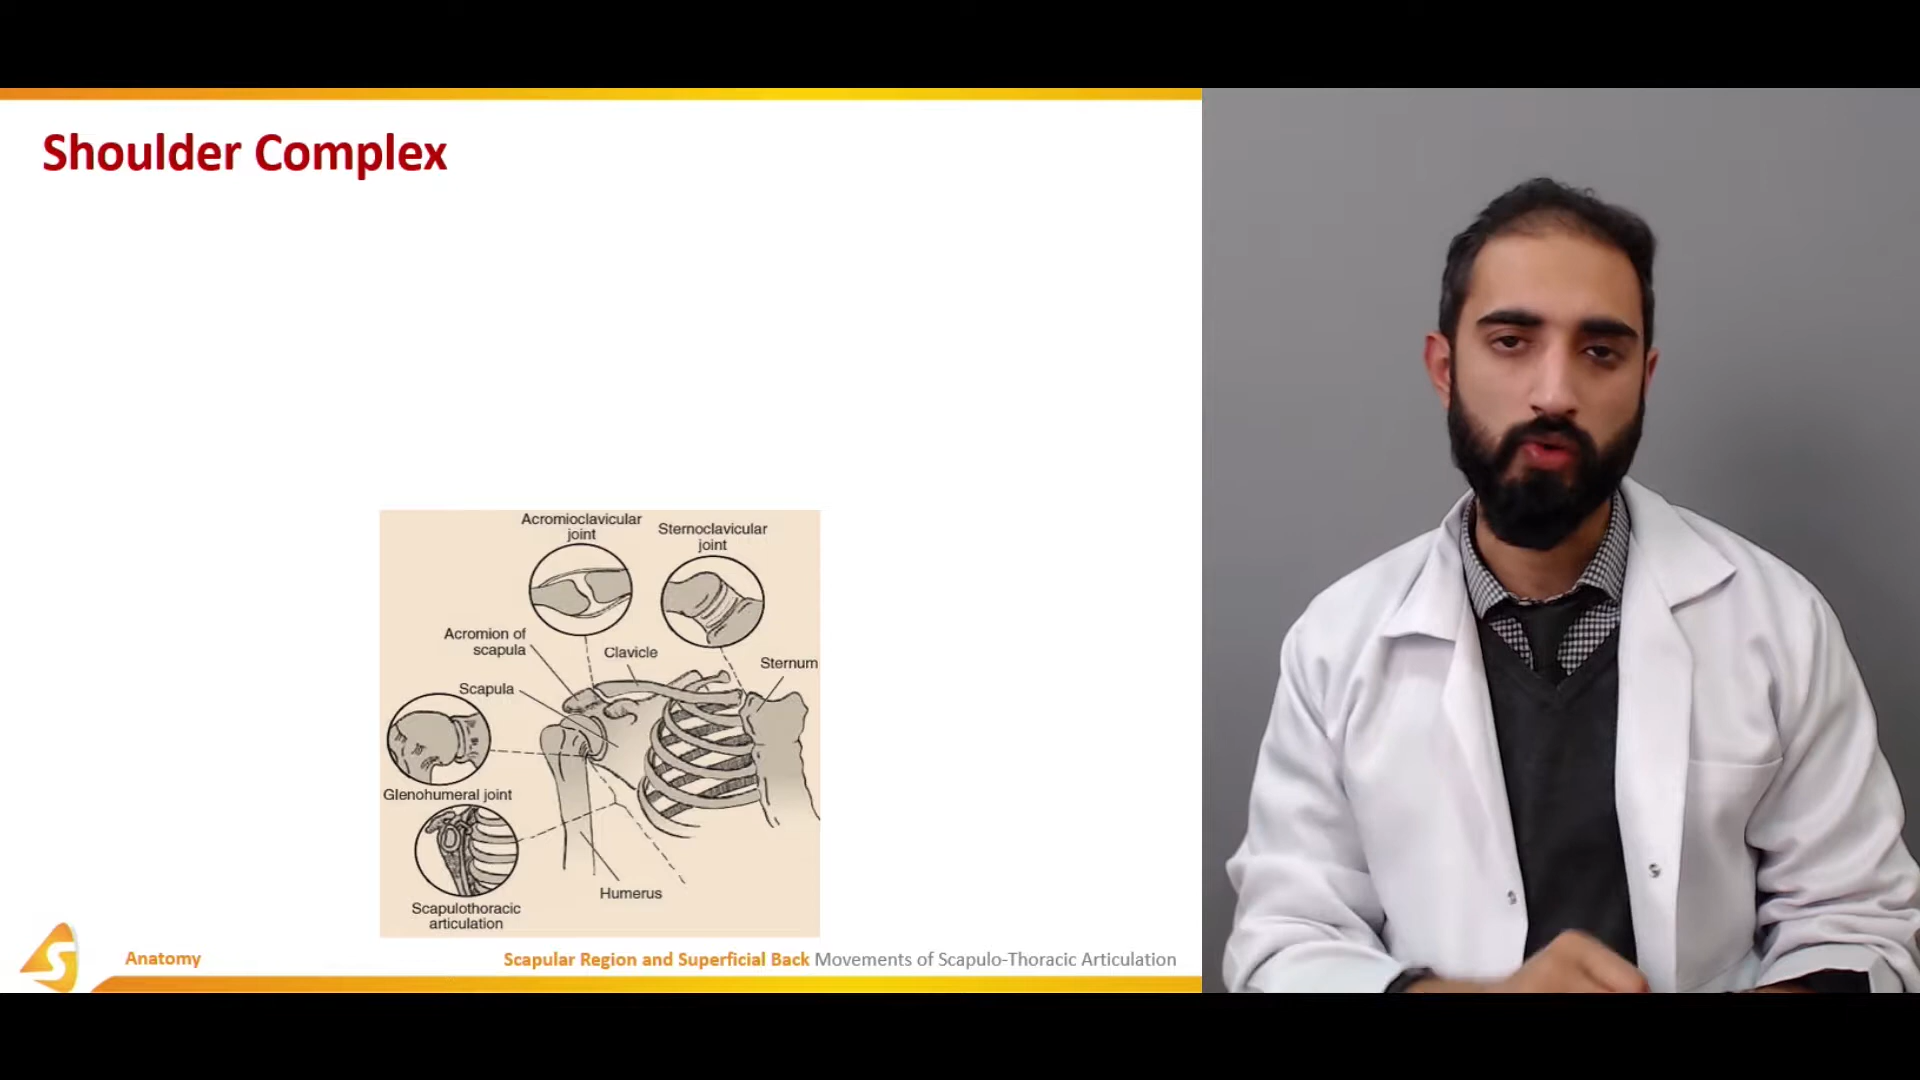 Shoulder Complex
Acromioclavicular
joint
Sternoclavicular
joint
Acromion of
scapula
Clavicle
Sternum
Scapula
Glenohumeral joint
Humerus
Scapulothoracic
articulation
Anatomy
Scapular Region and Superficial Back Movements of Scapulo-Thoracic Articulation